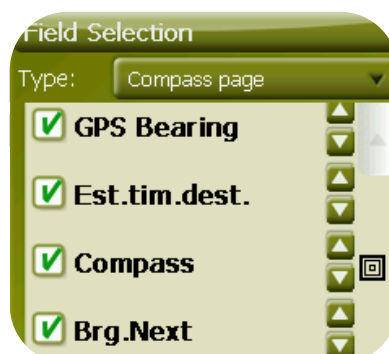 Field Selection
Type: Compass page
GPS Bearing
Est.tim.dest.
Compass
Brg.Next